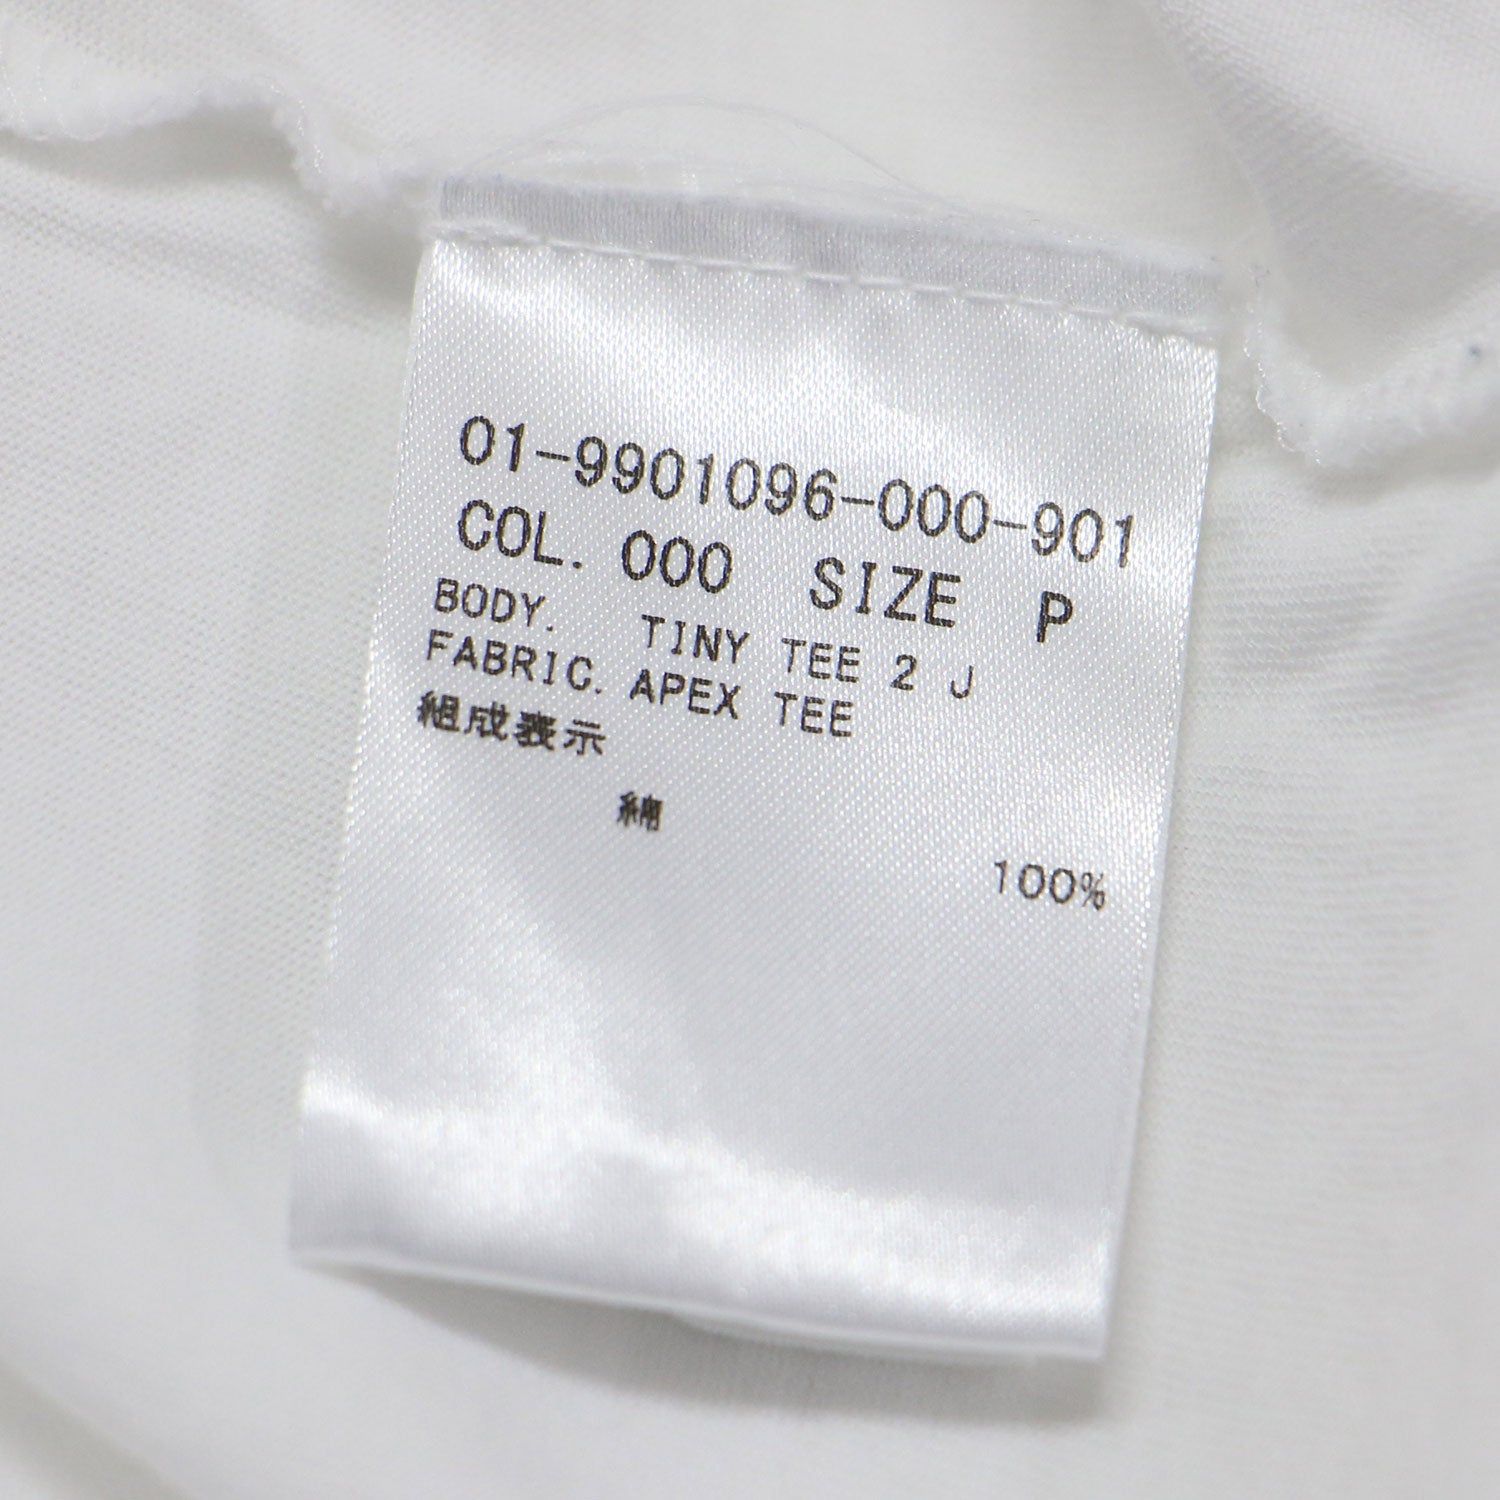 01-9901096-000-901
COL. 000 SIZE P
BODY. TINY TEE 2 J
FABRIC. APEX TEE
組成表示
綿
100%